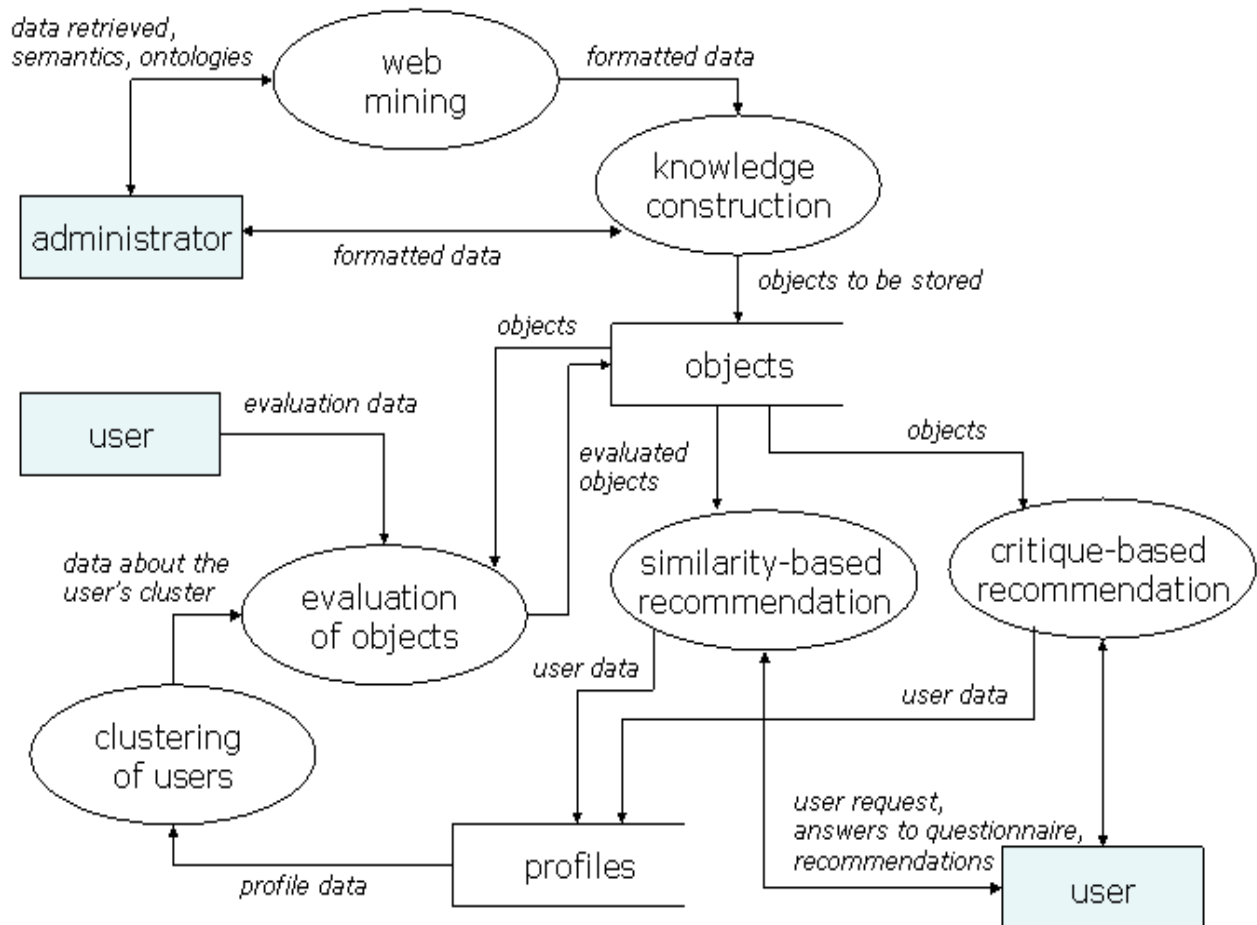 data retrieved,
semantics, ontologies
web
mining
formatted data
knowledge
construction
administrator
formatted data
objects to be stored
objects
objects
user
evaluation data
evaluated
objects
objects
data about the
user's cluster
evaluation
of objects
similarity-based
recommendation
critique-based
recommendation
user data
user data
clustering
of users
user request,
answers to questionnaire,
recommendations
profile data
profiles
user